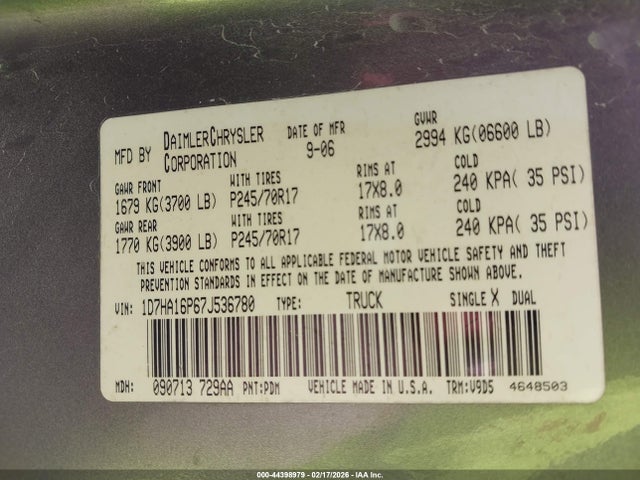 MFD BY DAIMLERCHRYSLER CORPORATION DATE OF MFR 9-06 GVWR 2994 KG(06600 LB)
GAWR FRONT WITH TIRES RIMS AT COLD
1679 KG(3700 LB) P245/70R17 17X8.0 240 KPA( 35 PSI)
GAWR REAR WITH TIRES RIMS AT COLD
1770 KG(3900 LB) P245/70R17 17X8.0 240 KPA( 35 PSI)
THIS VEHICLE CONFORMS TO ALL APPLICABLE FEDERAL MOTOR VEHICLE SAFETY AND THEFT
PREVENTION STANDARDS IN EFFECT ON THE DATE OF MANUFACTURE SHOWN ABOVE.
VIN: 1D7HA16P67J536780 TYPE: TRUCK SINGLE X DUAL
MDH: 090713 729AA PNT:PDM VEHICLE MADE IN U.S.A. TRM:V9D5 4648503
000-44398979 - 02/17/2026 - IAA Inc.